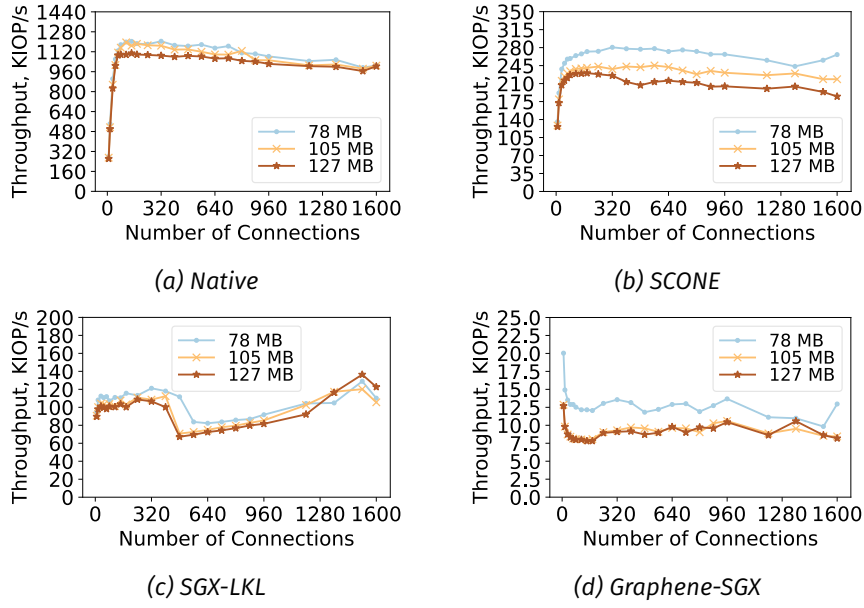 1440
1280
1120
960
800
640
480
320
160
0
Throughput, KIOP/s
78 MB
105 MB
127 MB
0 320 640 960 1280 1600
Number of Connections
(a) Native
350
315
280
245
210
175
140
105
70
35
0
Throughput, KIOP/s
78 MB
105 MB
127 MB
0 320 640 960 1280 1600
Number of Connections
(b) SCONE
200
180
160
140
120
100
80
60
40
20
0
Throughput, KIOP/s
78 MB
105 MB
127 MB
0 320 640 960 1280 1600
Number of Connections
(c) SGX-LKL
25.0
22.5
20.0
17.5
15.0
12.5
10.0
7.5
5.0
2.5
0.0
Throughput, KIOP/s
78 MB
105 MB
127 MB
0 320 640 960 1280 1600
Number of Connections
(d) Graphene-SGX